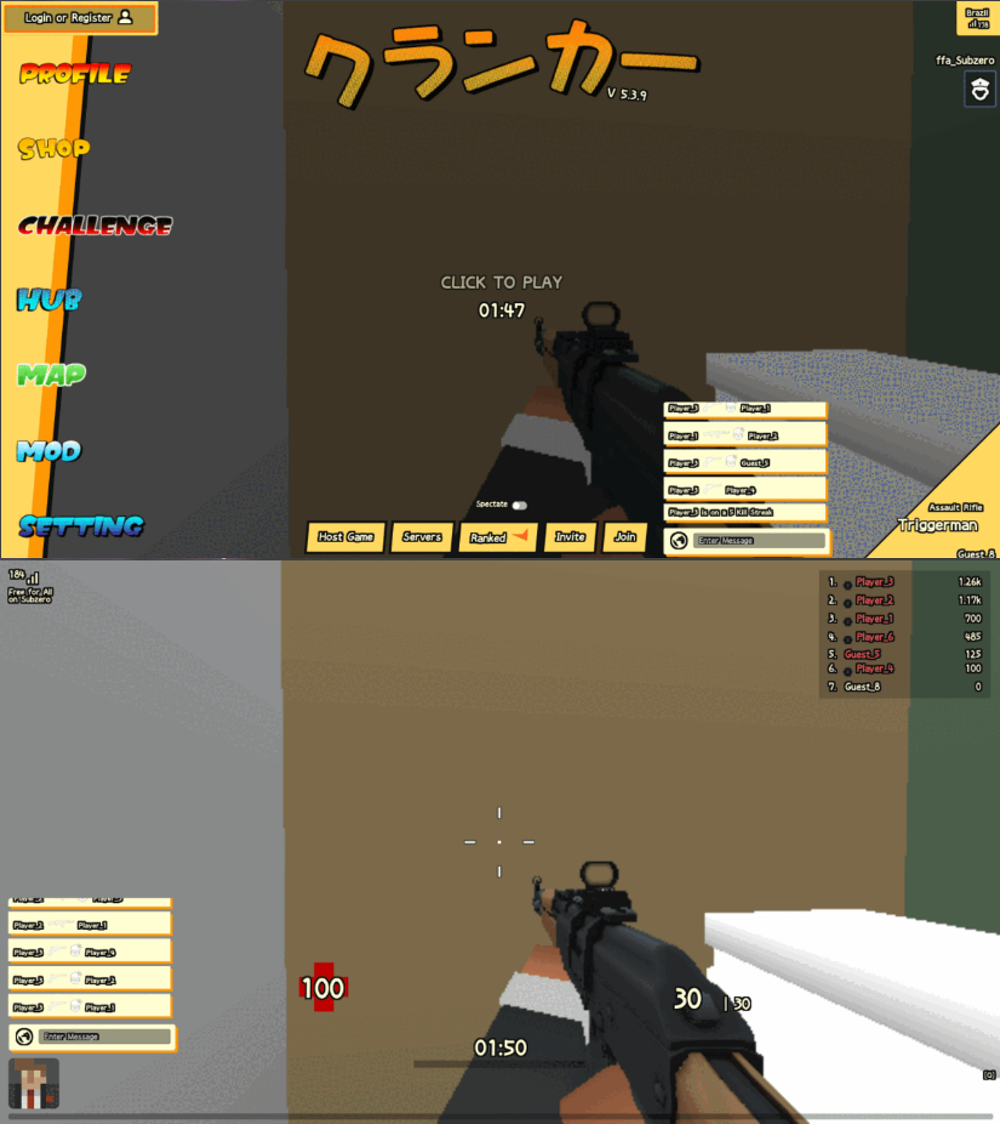 Login or Register
クランカー
V 5.3.9
Brazil
178
ffa_Subzero
PROFILE
SHOP
CHALLENGE
HUB
MAP
MOD
SETTING
CLICK TO PLAY
01:47
Player_3 Player_1
Player_1 Player_2
Player_3 Guest_5
Player_3 Player_4
Player_3 is on a 5 Kill Streak
Enter Message
Spectate
Host Game
Servers
Ranked
Invite
Join
Assault Rifle
Triggerman
Guest_8
184
Free for All
on Subzero
1. Player_3 1.26k
2. Player_2 1.17k
3. Player_1 700
4. Player_6 485
5. Guest_5 125
6. Player_4 100
7. Guest_8 0
Player_2 Player_1
Player_3 Player_4
Player_3 Player_2
Player_3 Player_1
Enter Message
100
30 | 30
01:50
[0]